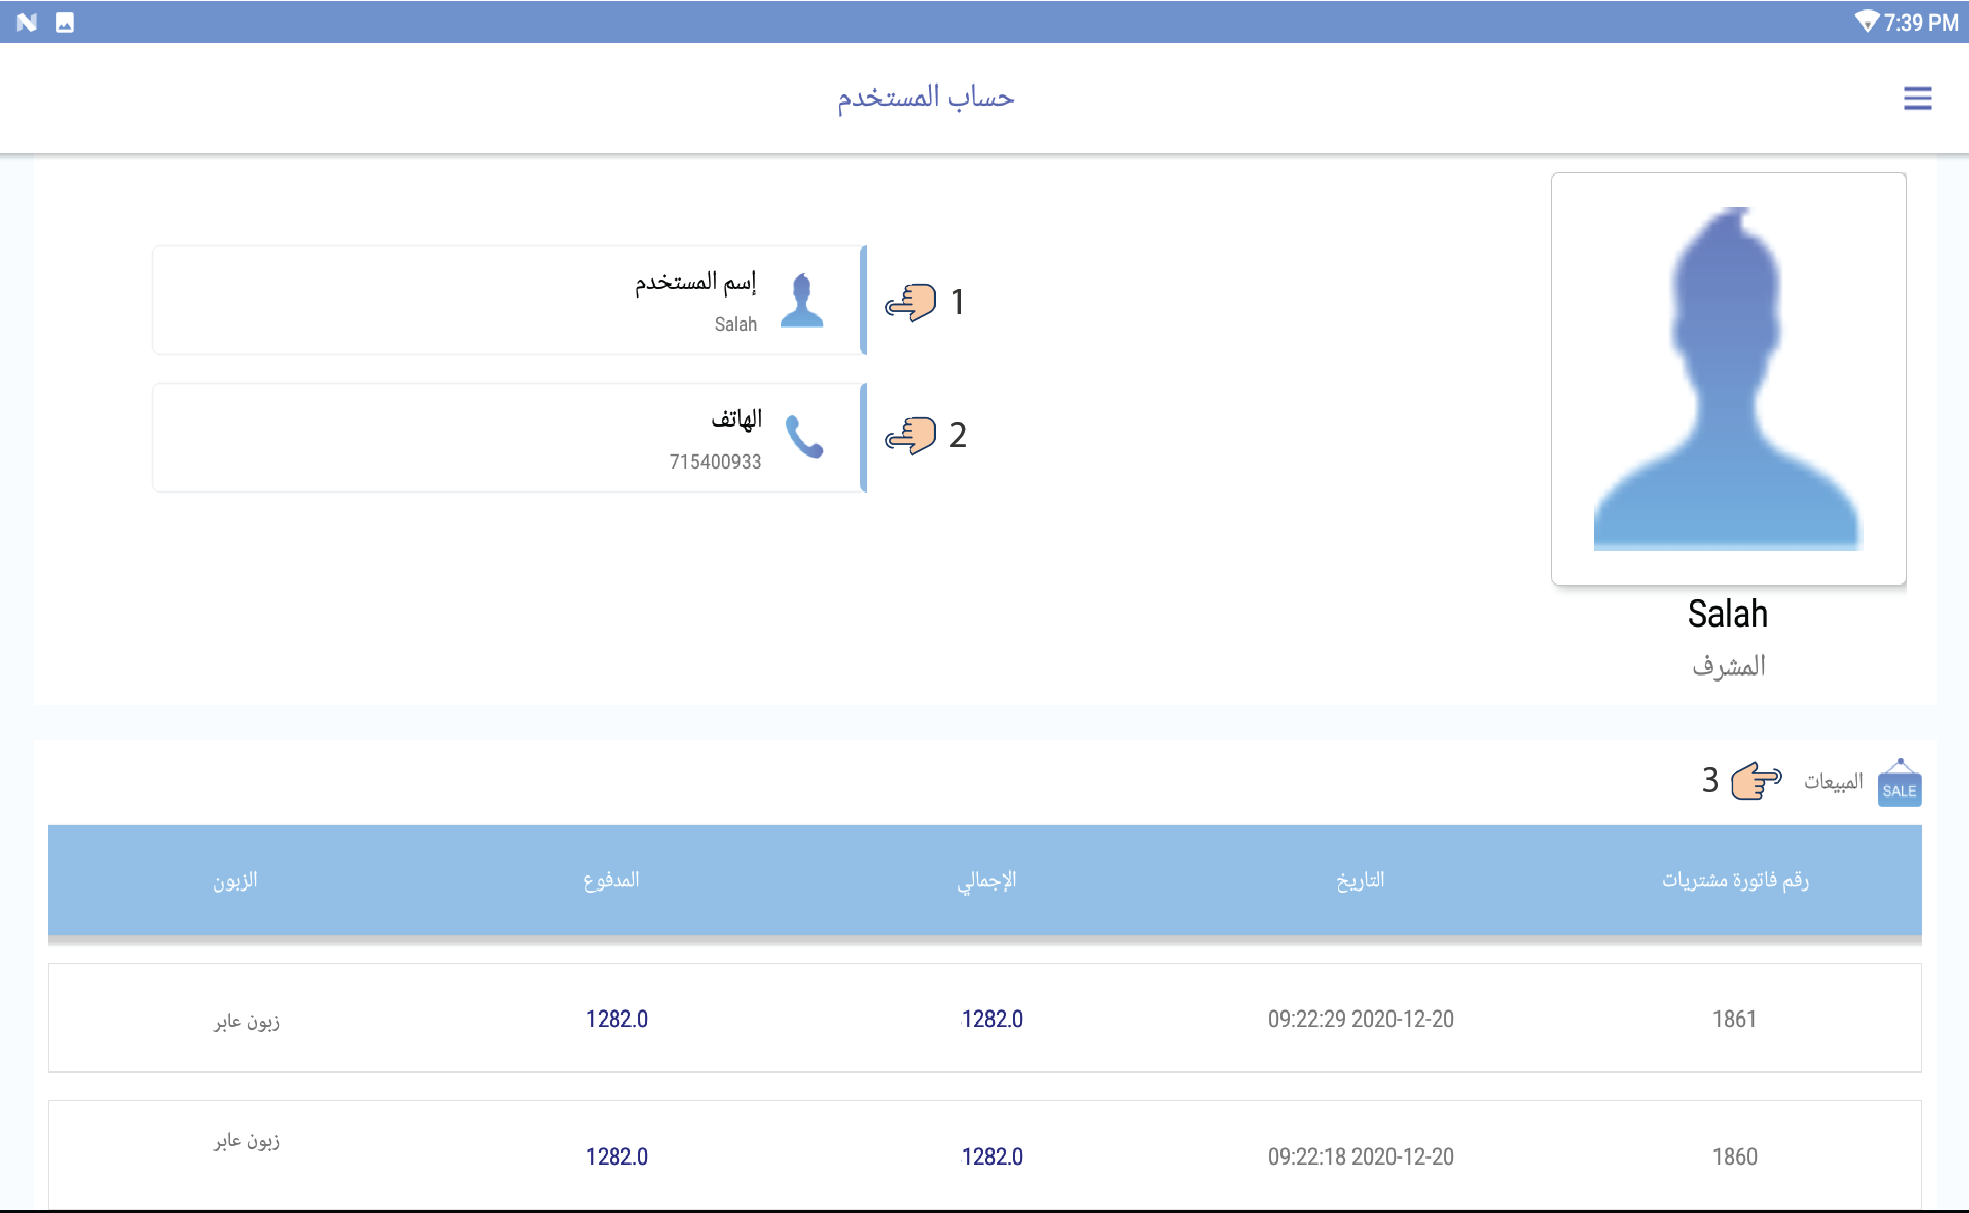 7:39 PM
حساب المستخدم
إسم المستخدم
Salah
1
الهاتف
715400933
2
Salah
المشرف
SALE
المبيعات
3
رقم فاتورة مشتريات التاريخ الإجمالي المدفوع الزبون
1861 09:22:29 2020-12-20 1282.0 1282.0 زبون عابر
1860 09:22:18 2020-12-20 1282.0 1282.0 زبون عابر